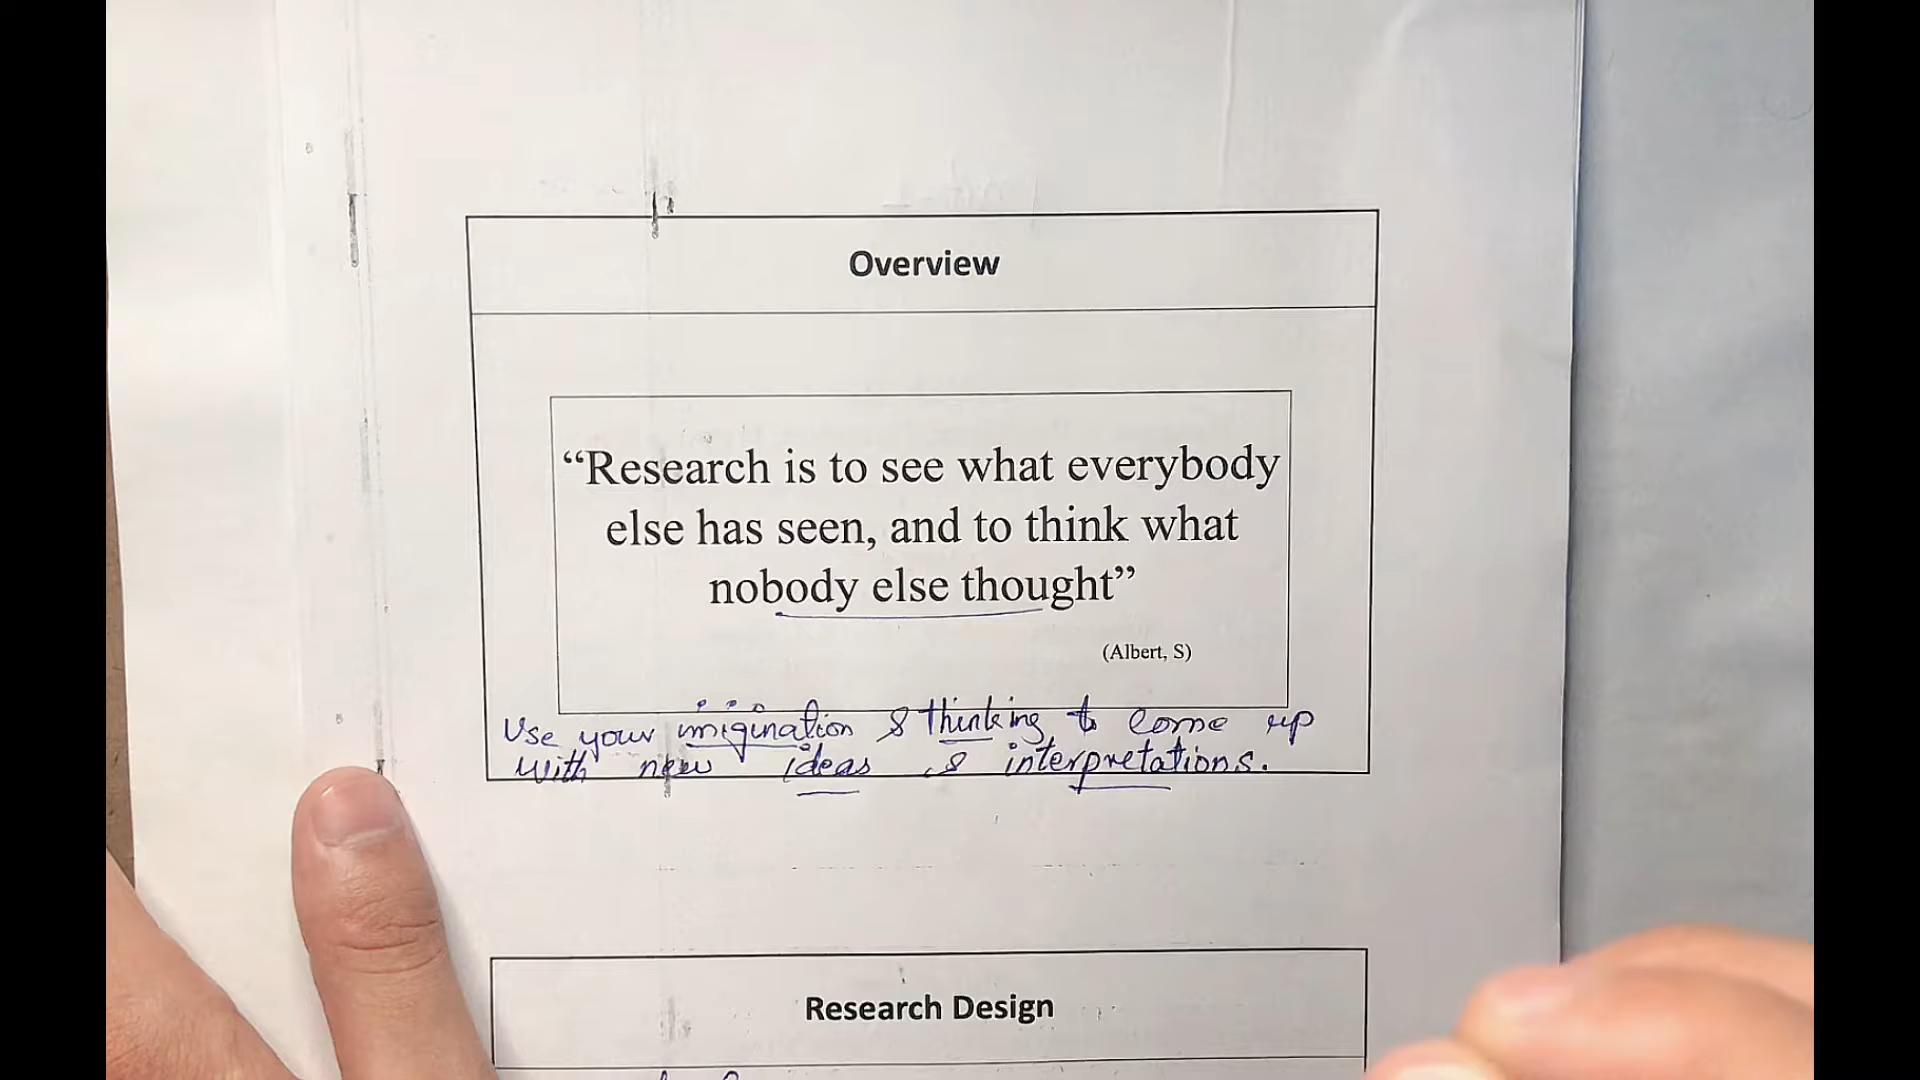 Overview
“Research is to see what everybody
else has seen, and to think what
nobody else thought”
(Albert, S)
Use your imigination & thinking to come up
with new ideas & interpretations.
Research Design